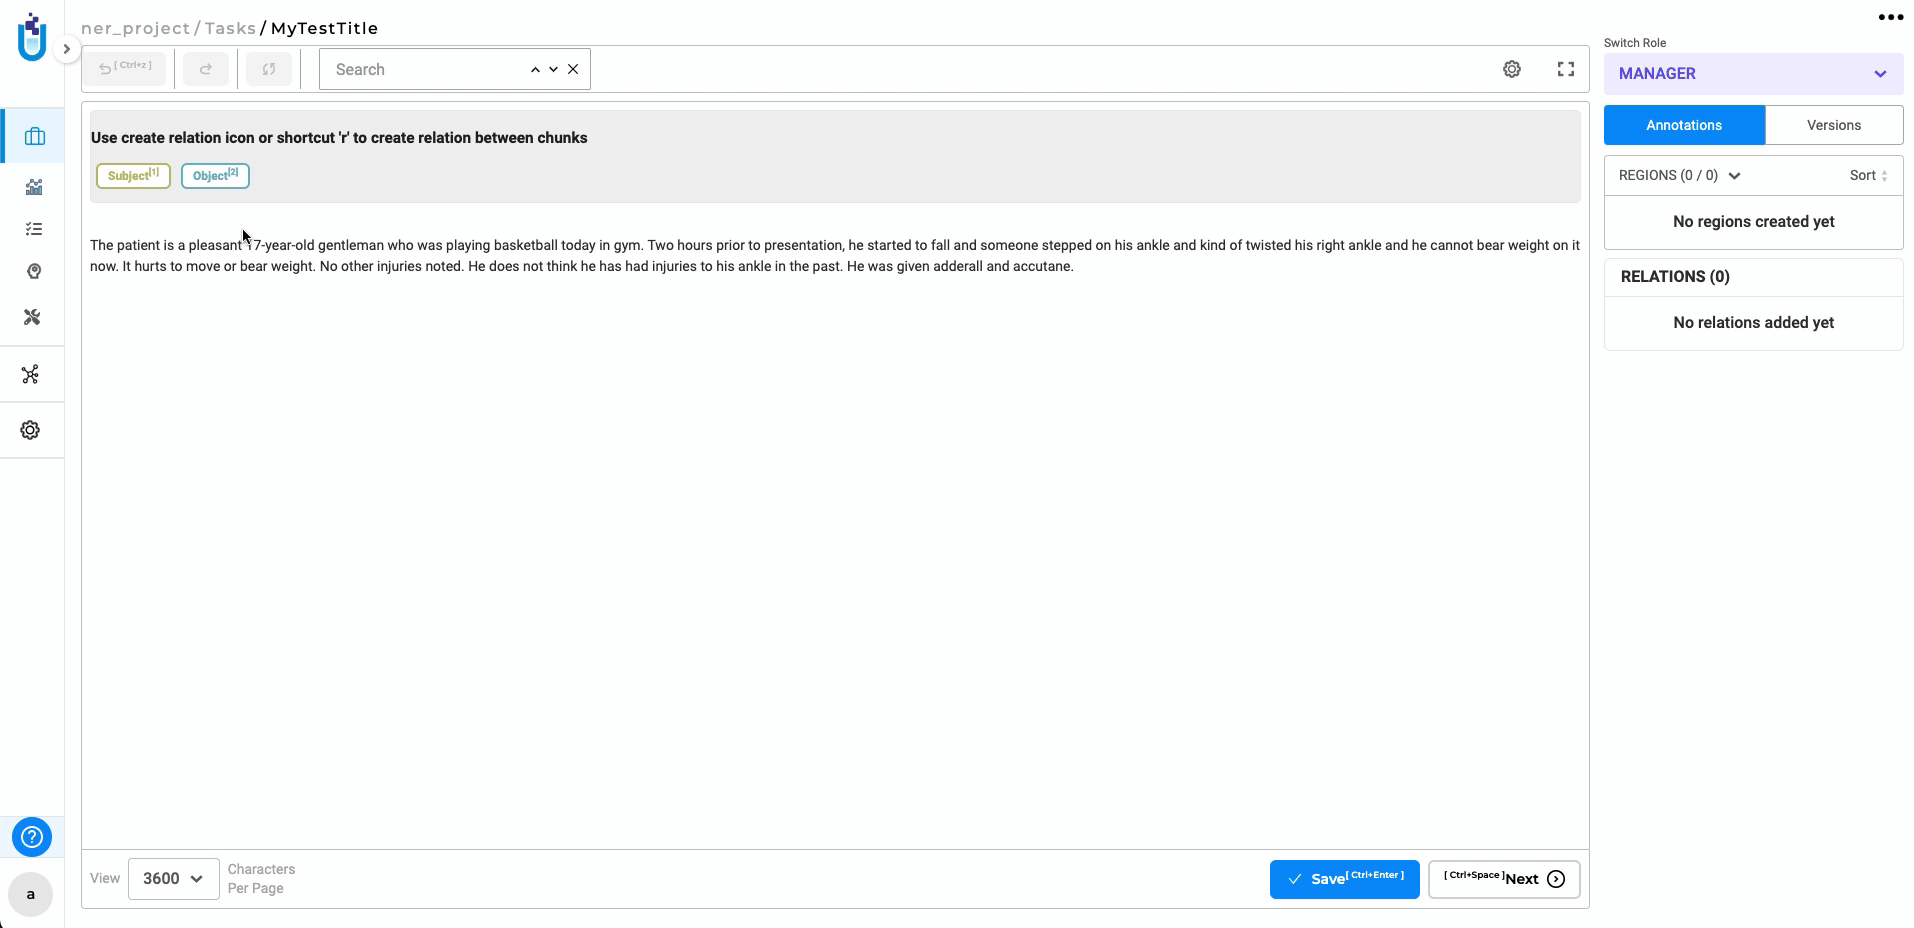 ner_project / Tasks / MyTestTitle
[ Ctrl+z ]
Search
Use create relation icon or shortcut 'r' to create relation between chunks
Subject[1] Object[2]
The patient is a pleasant 17-year-old gentleman who was playing basketball today in gym. Two hours prior to presentation, he started to fall and someone stepped on his ankle and kind of twisted his right ankle and he cannot bear weight on it
now. It hurts to move or bear weight. No other injuries noted. He does not think he has had injuries to his ankle in the past. He was given adderall and accutane.
View 3600 Characters
Per Page
Save[ Ctrl+Enter ] [ Ctrl+Space ]Next
a
Switch Role
MANAGER
Annotations Versions
REGIONS (0 / 0) Sort
No regions created yet
RELATIONS (0)
No relations added yet